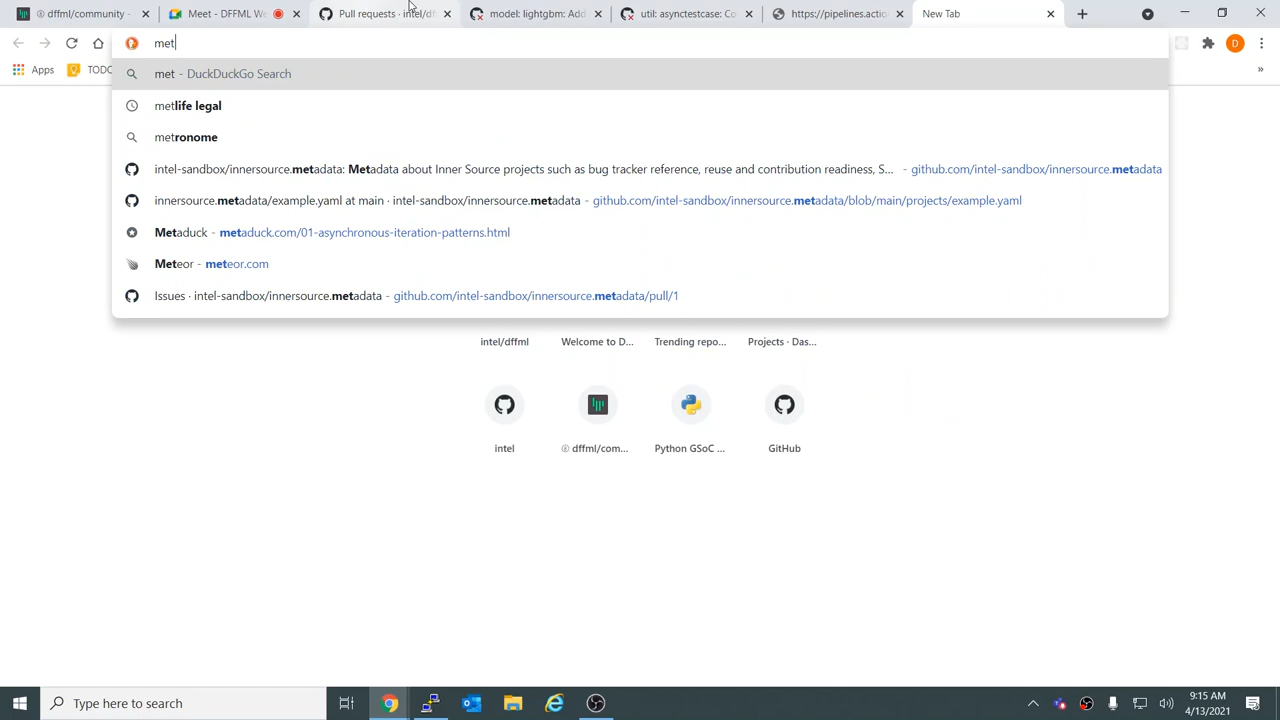 dffml/community -
Meet - DFFML We
Pull requests · intel/df
model: lightgbm: Add
util: asynctestcase: Co
https://pipelines.action
New Tab
met
D
Apps
TODO
»
met - DuckDuckGo Search
metlife legal
metronome
intel-sandbox/innersource.metadata: Metadata about Inner Source projects such as bug tracker reference, reuse and contribution readiness, S... - github.com/intel-sandbox/innersource.metadata
innersource.metadata/example.yaml at main · intel-sandbox/innersource.metadata - github.com/intel-sandbox/innersource.metadata/blob/main/projects/example.yaml
Metaduck - metaduck.com/01-asynchronous-iteration-patterns.html
Meteor - meteor.com
Issues · intel-sandbox/innersource.metadata - github.com/intel-sandbox/innersource.metadata/pull/1
intel/dffml
Welcome to D...
Trending repo...
Projects · Das...
intel
dffml/com...
Python GSoC ...
GitHub
Type here to search
9:15 AM
4/13/2021